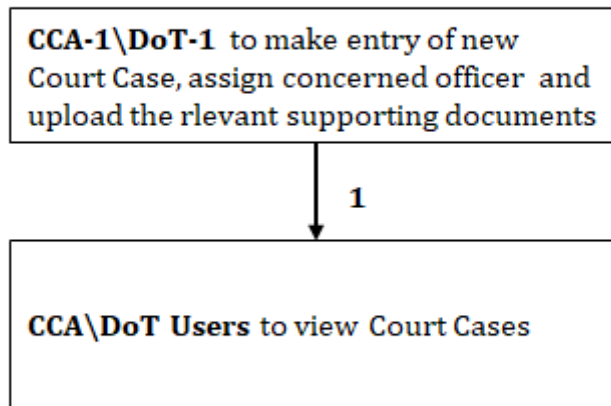 CCA-1\DoT-1 to make entry of new
Court Case, assign concerned officer and
upload the rlevant supporting documents
1
CCA\DoT Users to view Court Cases